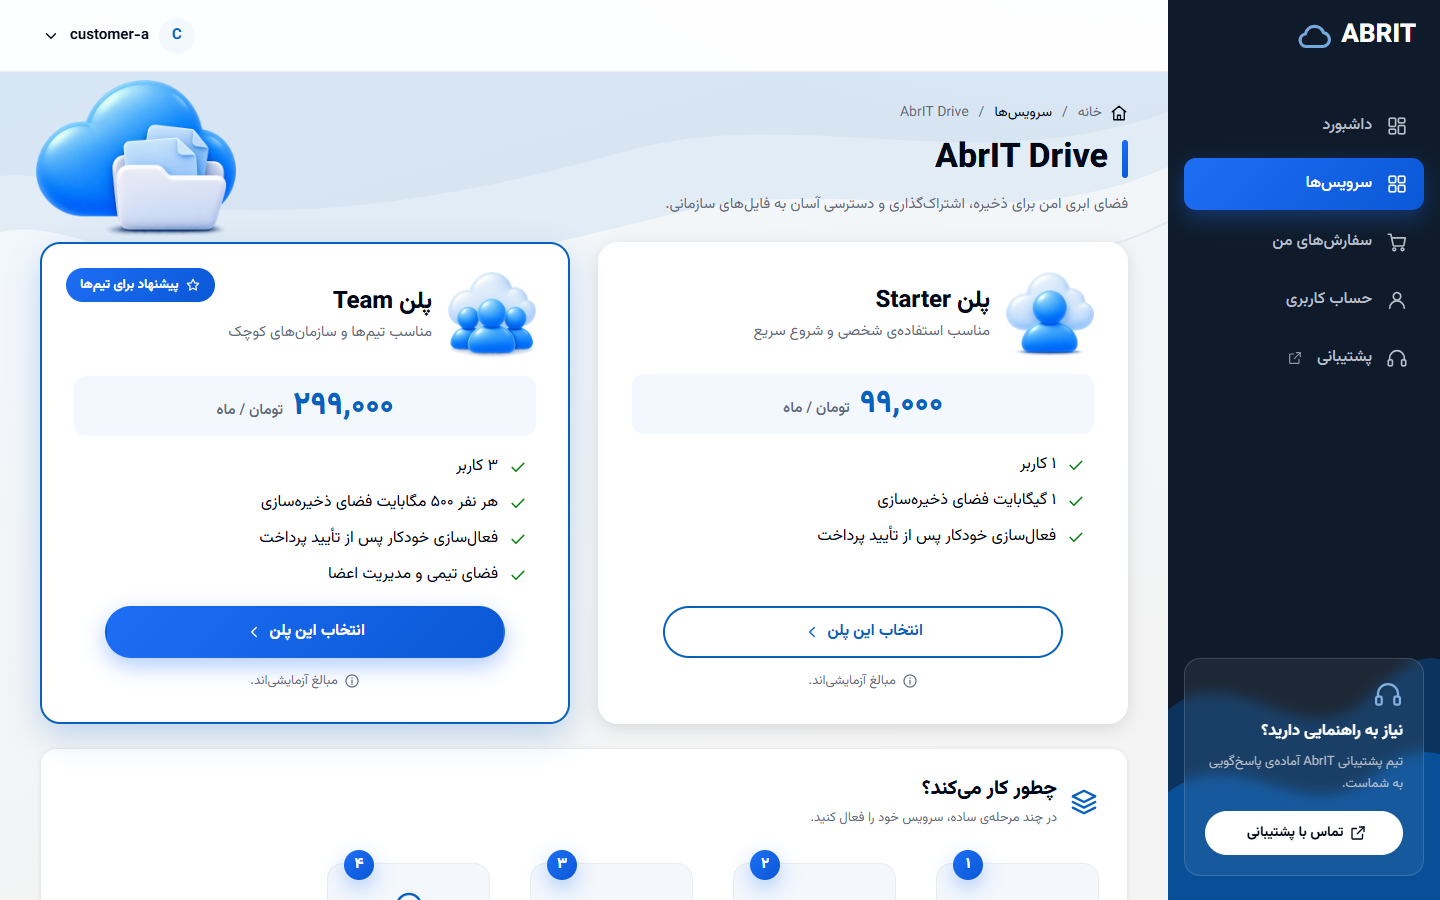 ABRIT
داشبورد
سرویس‌ها
سفارش‌های من
حساب کاربری
پشتیبانی
نیاز به راهنمایی دارید؟
تیم پشتیبانی AbrIT آماده‌ی پاسخ‌گویی
به شماست.
تماس با پشتیبانی
C customer-a
خانه / سرویس‌ها / AbrIT Drive
AbrIT Drive
فضای ابری امن برای ذخیره، اشتراک‌گذاری و دسترسی آسان به فایل‌های سازمانی.
پلن Starter
مناسب استفاده‌ی شخصی و شروع سریع
۹۹,۰۰۰ تومان / ماه
۱ کاربر
۱ گیگابایت فضای ذخیره‌سازی
فعال‌سازی خودکار پس از تأیید پرداخت
انتخاب این پلن
مبالغ آزمایشی‌اند.
پیشنهاد برای تیم‌ها
پلن Team
مناسب تیم‌ها و سازمان‌های کوچک
۲۹۹,۰۰۰ تومان / ماه
۳ کاربر
هر نفر ۵۰۰ مگابایت فضای ذخیره‌سازی
فعال‌سازی خودکار پس از تأیید پرداخت
فضای تیمی و مدیریت اعضا
انتخاب این پلن
مبالغ آزمایشی‌اند.
چطور کار می‌کند؟
در چند مرحله‌ی ساده، سرویس خود را فعال کنید.
۱
۲
۳
۴